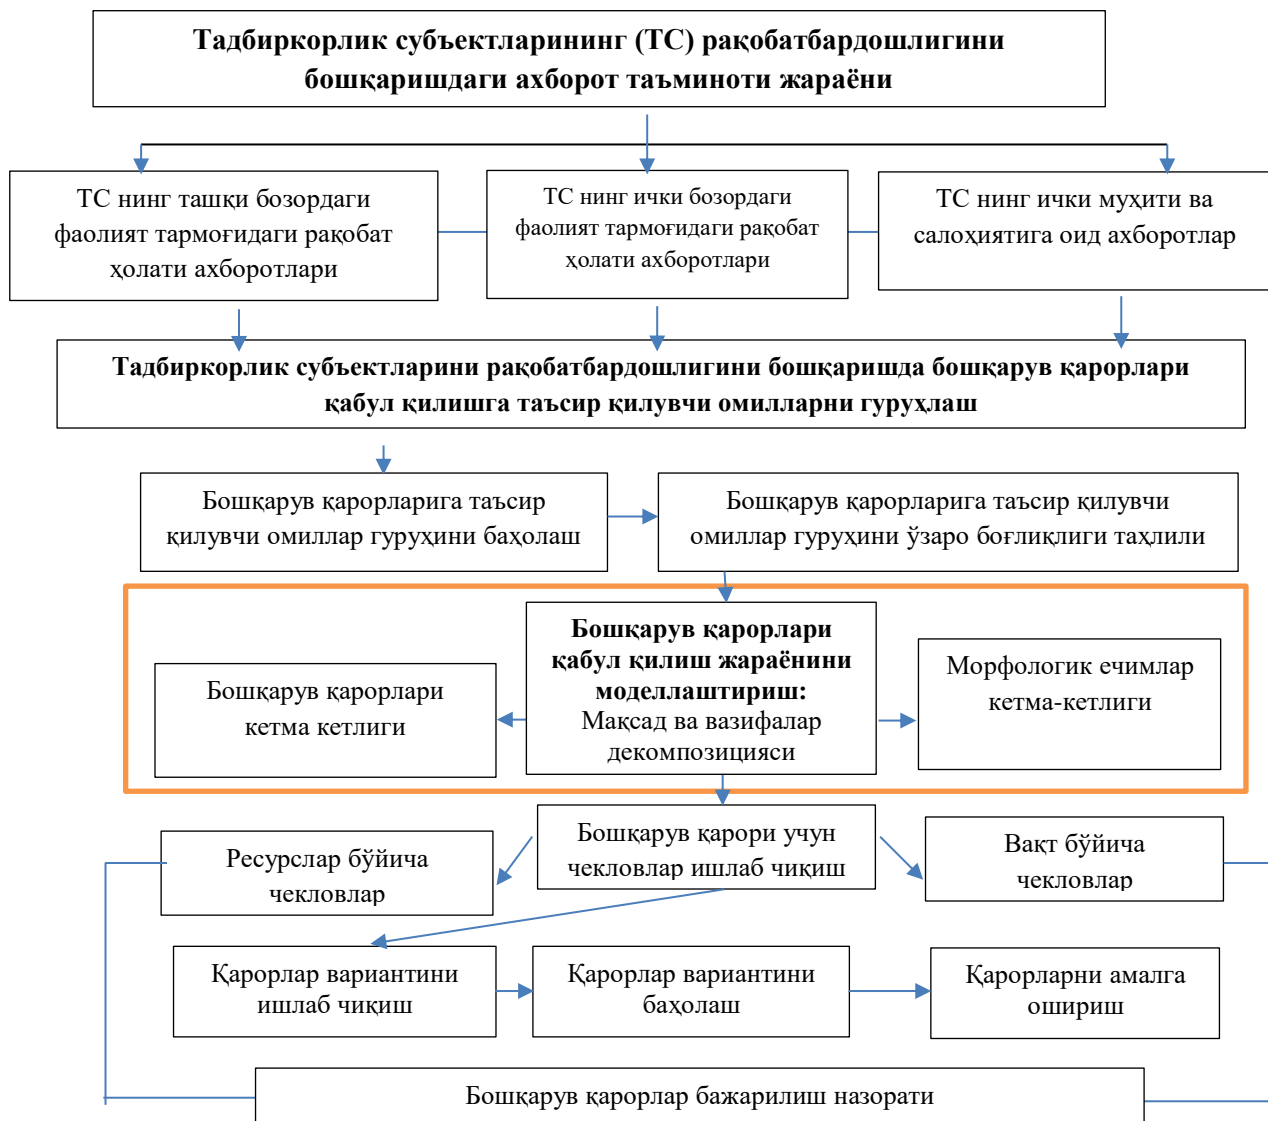 Тадбиркорлик субъектларининг (ТС) рақобатбардошлигини
бошқаришдаги ахборот таъминоти жараёни
ТС нинг ташқи бозордаги
фаолият тармоғидаги рақобат
ҳолати ахборотлари
ТС нинг ички бозордаги
фаолият тармоғидаги рақобат
ҳолати ахборотлари
ТС нинг ички муҳити ва
салоҳиятига оид ахборотлар
Тадбиркорлик субъектларини рақобатбардошлигини бошқаришда бошқарув қарорлари
қабул қилишга таъсир қилувчи омилларни гуруҳлаш
Бошқарув қарорларига таъсир
қилувчи омиллар гуруҳини баҳолаш
Бошқарув қарорларига таъсир қилувчи
омиллар гуруҳини ўзаро боғлиқлиги таҳлили
Бошқарув қарорлари
кетма кетлиги
Бошқарув қарорлари
қабул қилиш жараёнини
моделлаштириш:
Мақсад ва вазифалар
декомпозицияси
Морфологик ечимлар
кетма-кетлиги
Ресурслар бўйича
чекловлар
Бошқарув қарори учун
чекловлар ишлаб чиқиш
Вақт бўйича
чекловлар
Қарорлар вариантини
ишлаб чиқиш
Қарорлар вариантини
баҳолаш
Қарорларни амалга
ошириш
Бошқарув қарорлар бажарилиш назорати